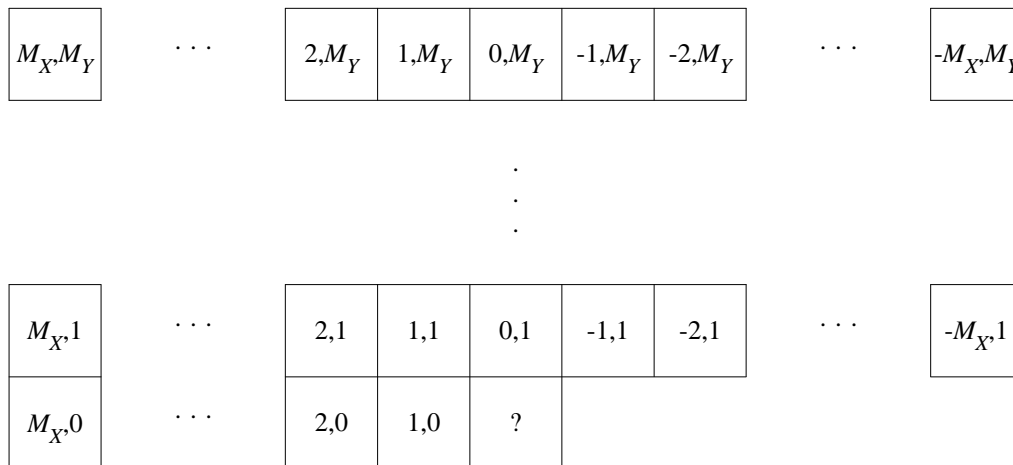 M_X,M_Y . . . 2,M_Y 1,M_Y 0,M_Y -1,M_Y -2,M_Y . . . -M_X,M_Y
.
.
.
M_X,1 . . . 2,1 1,1 0,1 -1,1 -2,1 . . . -M_X,1
M_X,0 . . . 2,0 1,0 ?